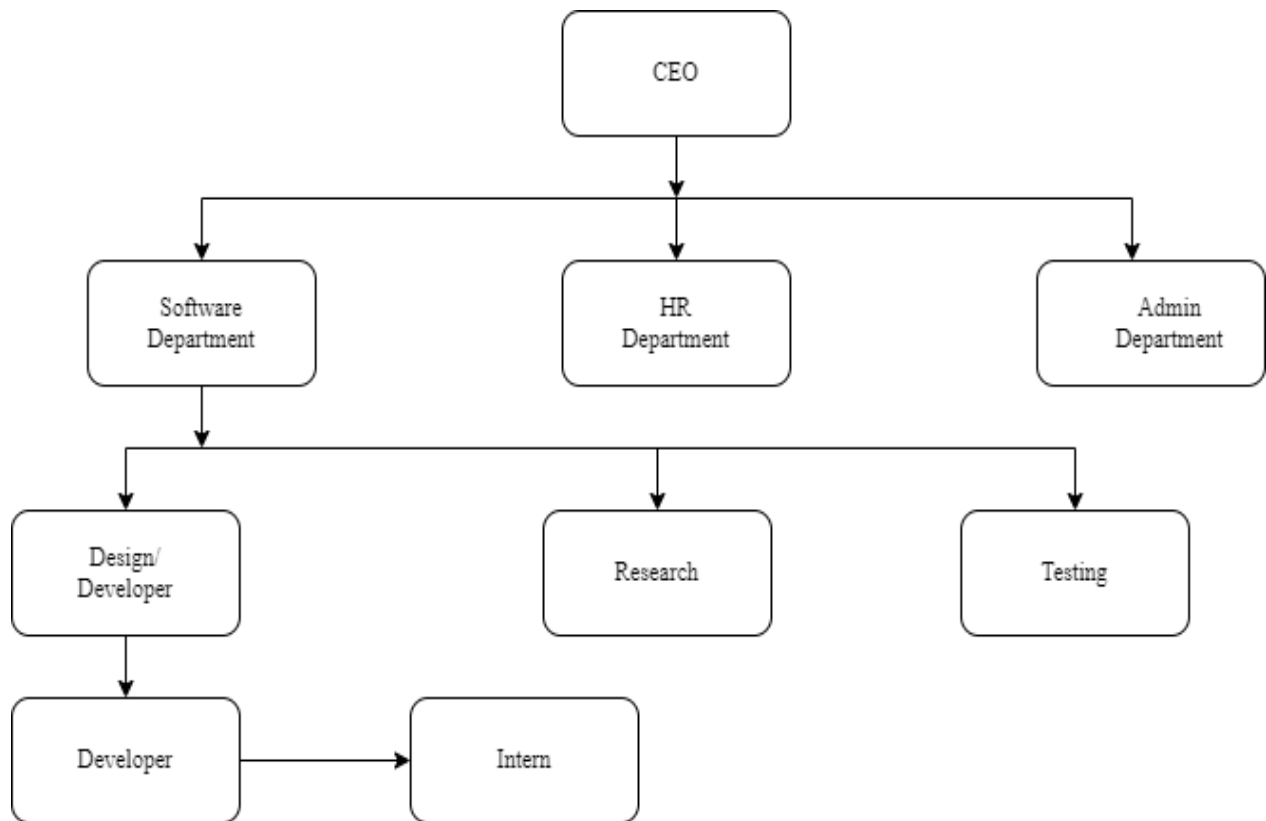 CEO
Software
Department
HR
Department
Admin
Department
Design/
Developer
Research
Testing
Developer
Intern